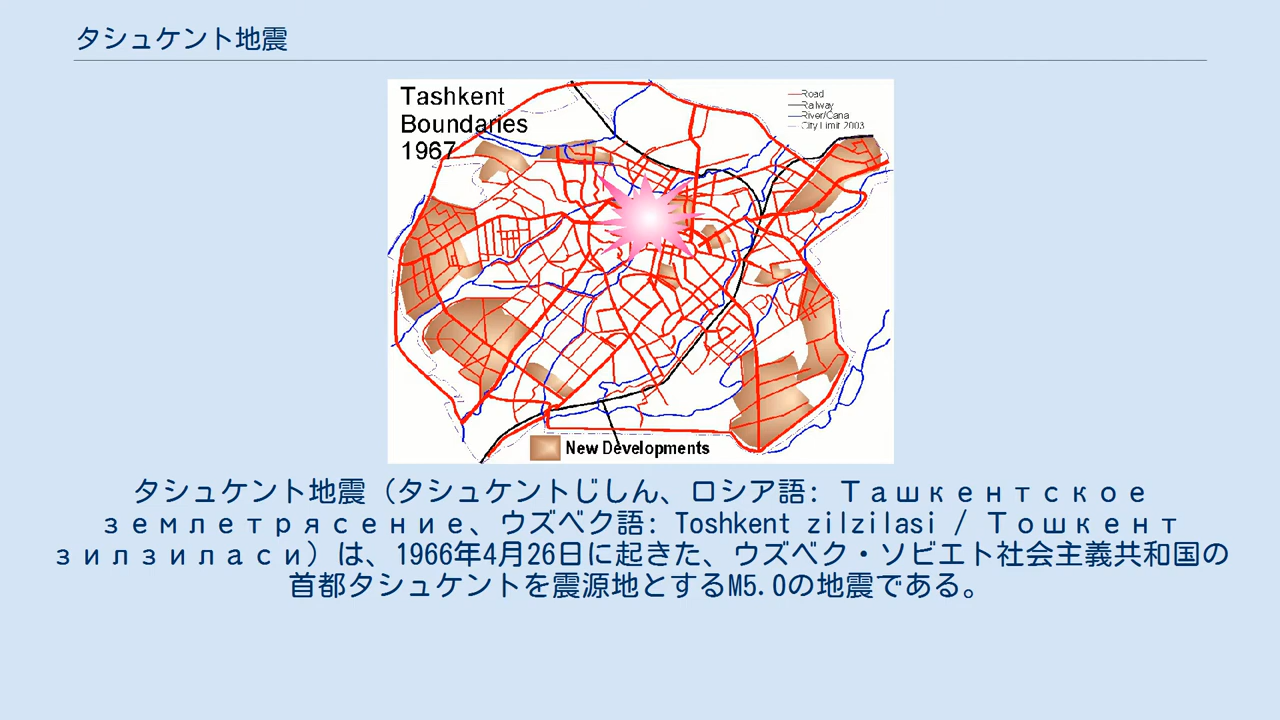 タシュケント地震
Tashkent
Boundaries
1967
Road
Railway
River/Canal
City Limit 2003
New Developments
タシュケント地震（タシュケントじしん、ロシア語: Ташкентское
землетрясение、ウズベク語: Toshkent zilzilasi / Тошкент
зилзиласи）は、1966年4月26日に起きた、ウズベク・ソビエト社会主義共和国の
首都タシュケントを震源地とするM5.0の地震である。